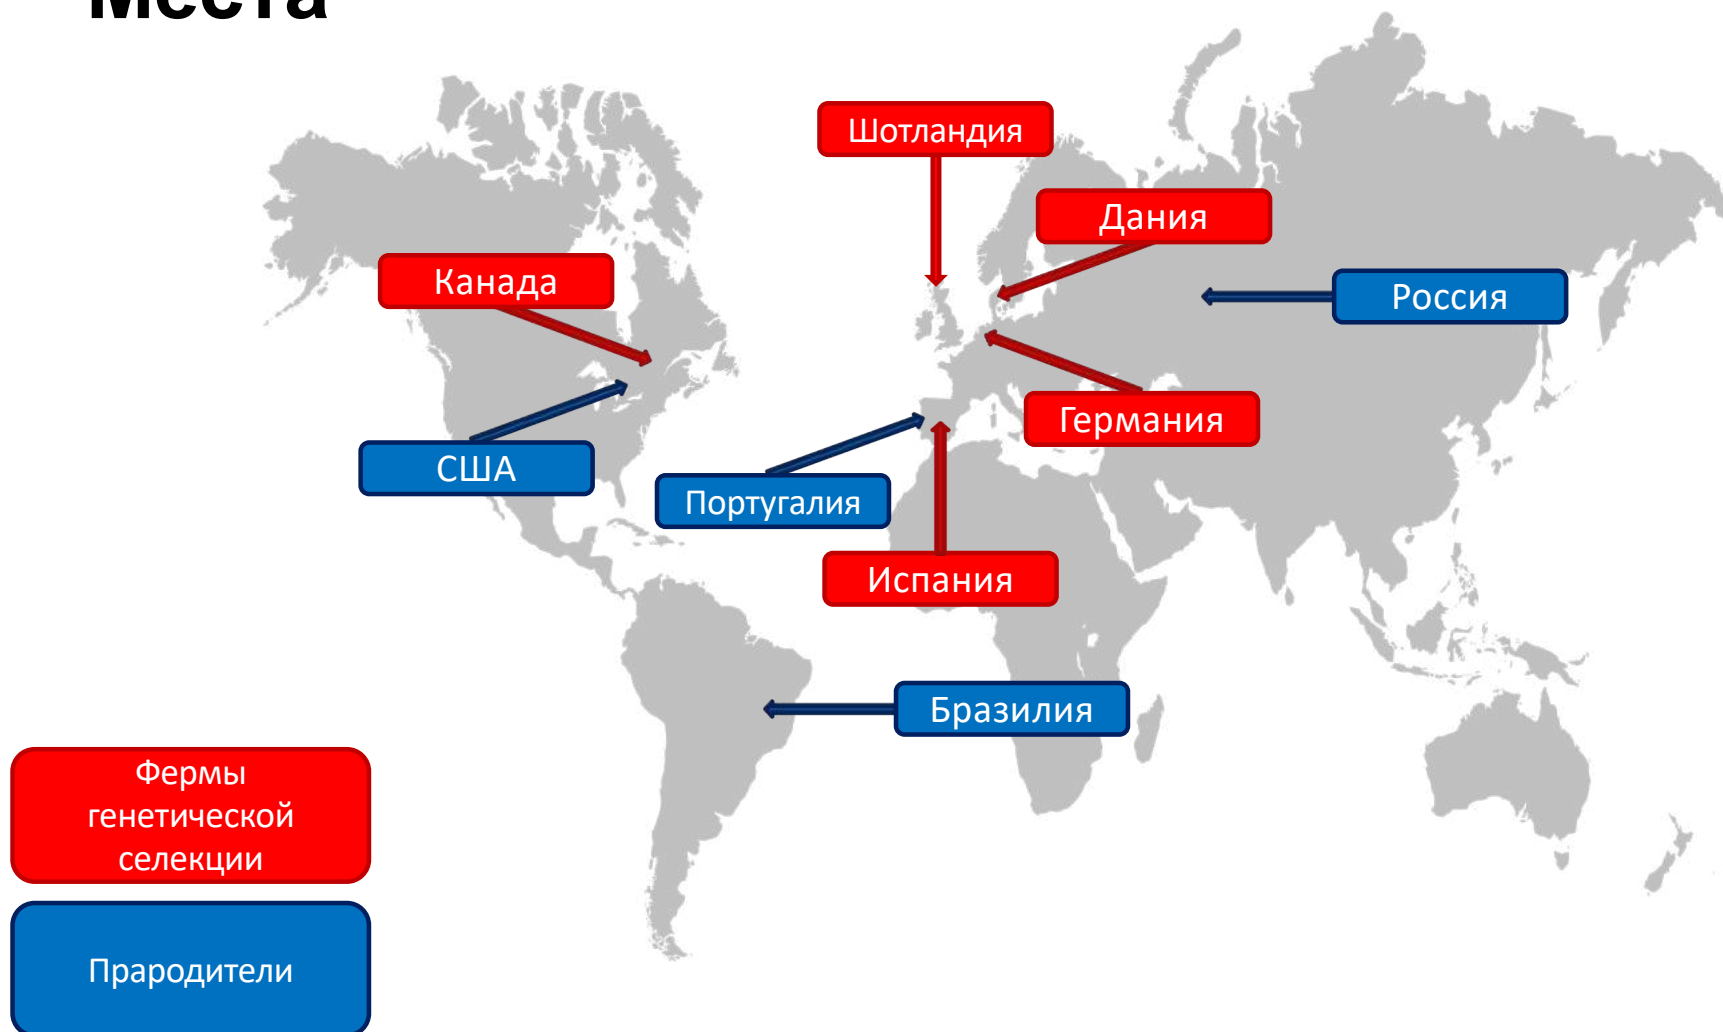 Места
Шотландия
Дания
Канада
Россия
Германия
США
Португалия
Испания
Бразилия
Фермы
генетической
селекции
Прародители